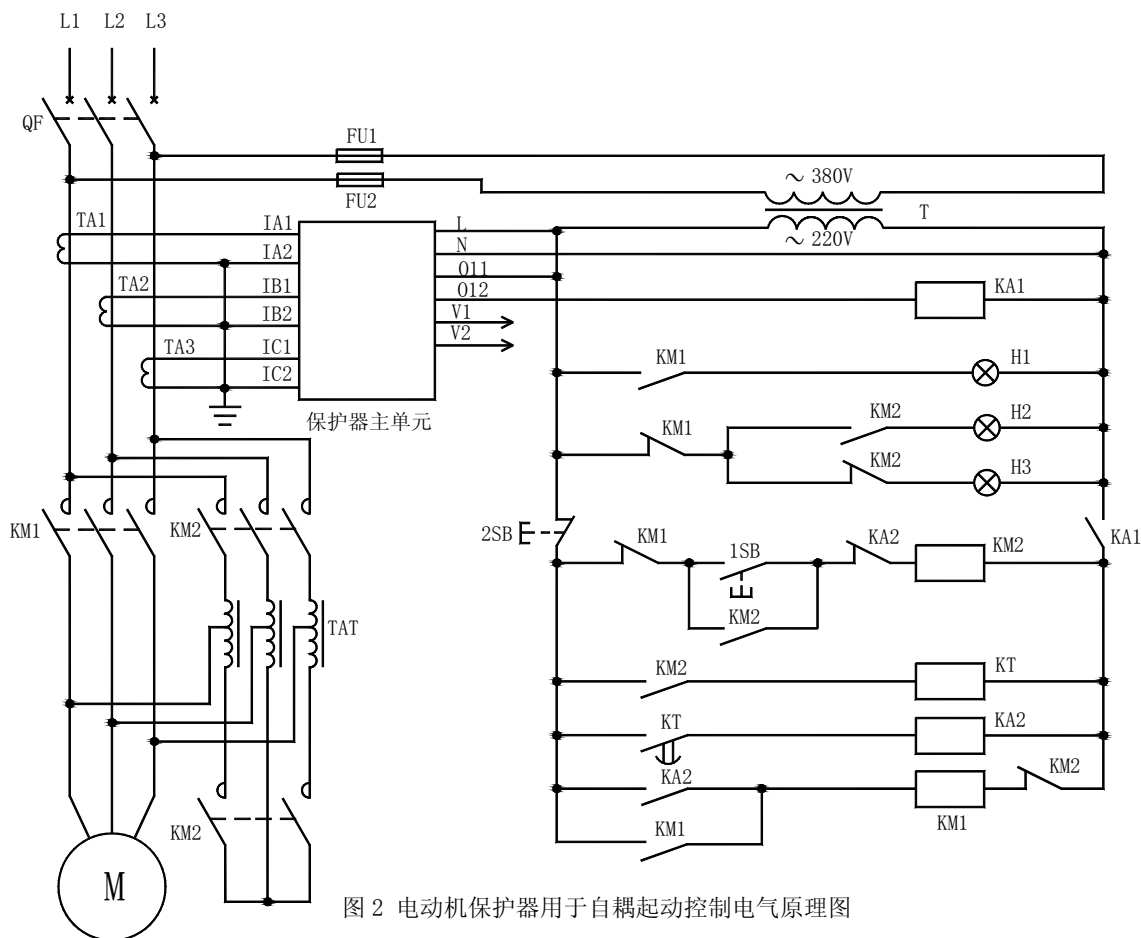 L1 L2 L3
QF
FU1
FU2
～380V
T
～220V
TA1
IA1
IA2
TA2
IB1
IB2
TA3
IC1
IC2
L
N
O11
O12
V1
V2
保护器主单元
KA1
KM1
H1
KM1
KM2
H2
KM2
H3
KM1
KM2
2SB
KM1
1SB
KA2
KM2
KA1
KM2
TAT
KM2
KT
KT
KA2
KA2
KM2
KM1
KM1
KM2
M
图 2 电动机保护器用于自耦起动控制电气原理图